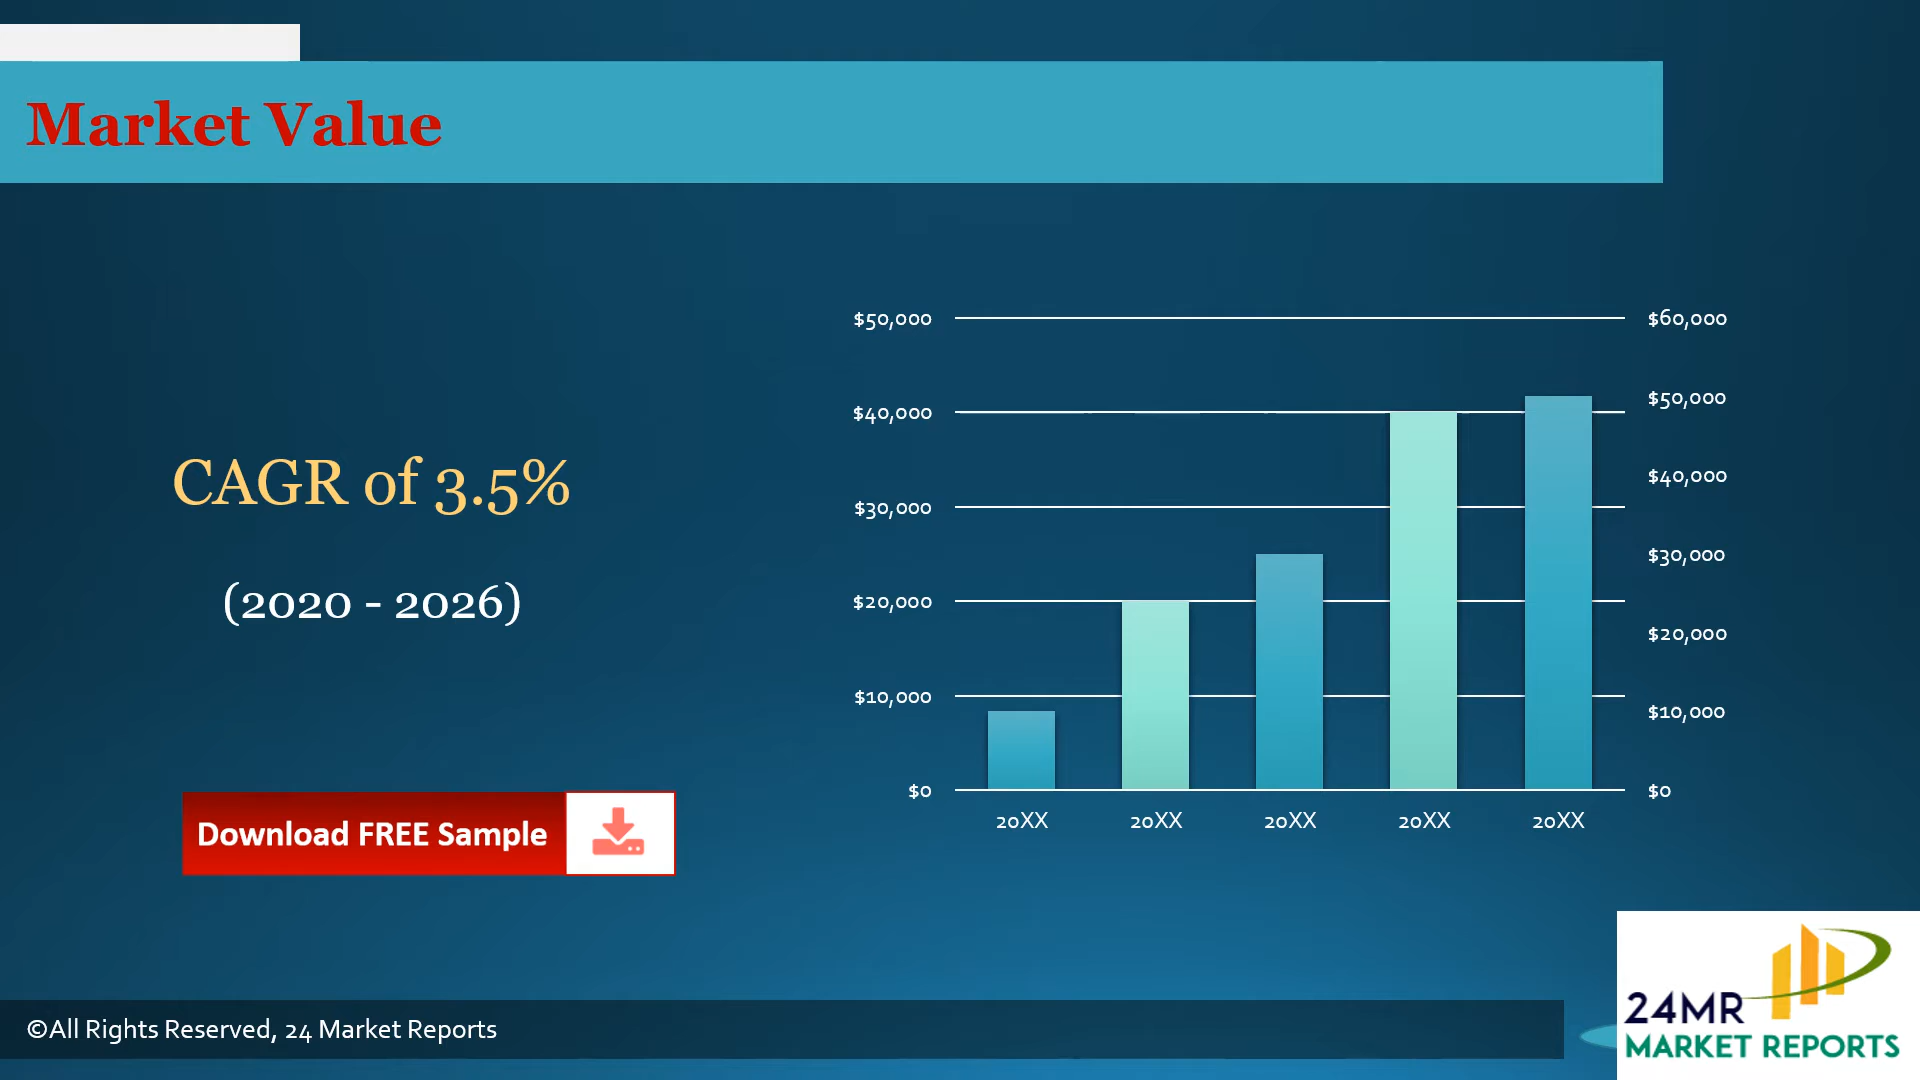 Market Value
CAGR of 3.5%
(2020 - 2026)
Download FREE Sample
$50,000
$40,000
$30,000
$20,000
$10,000
$0
$60,000
$50,000
$40,000
$30,000
$20,000
$10,000
$0
20XX 20XX 20XX 20XX 20XX
©All Rights Reserved, 24 Market Reports
24MR
MARKET REPORTS